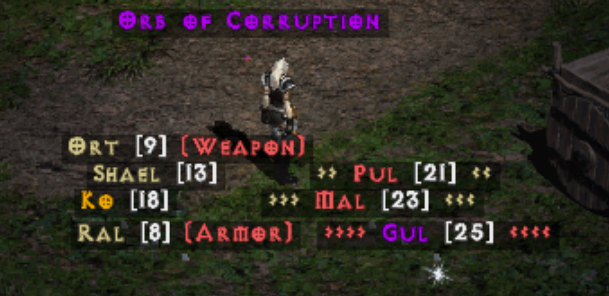 Orb of Corruption
Ort [9] (Weapon)
Shael [13] ›› Pul [21] ‹‹
Ko [18] ››› Mal [23] ‹‹‹
Ral [8] (Armor) ›››› Gul [25] ‹‹‹‹